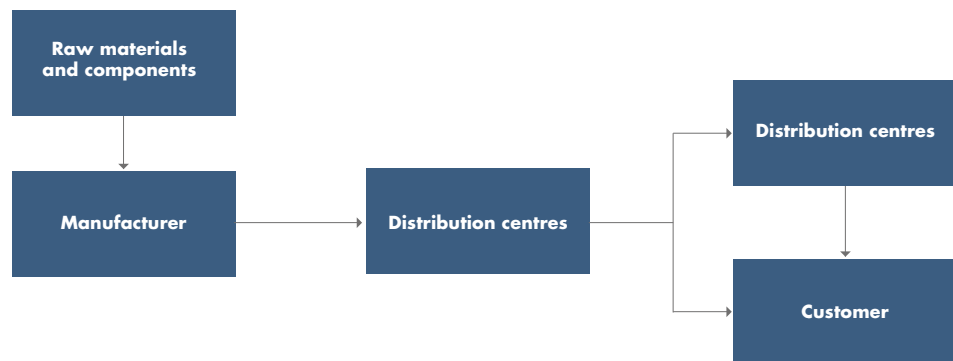 Raw materials
and components
Manufacturer
Distribution centres
Distribution centres
Customer